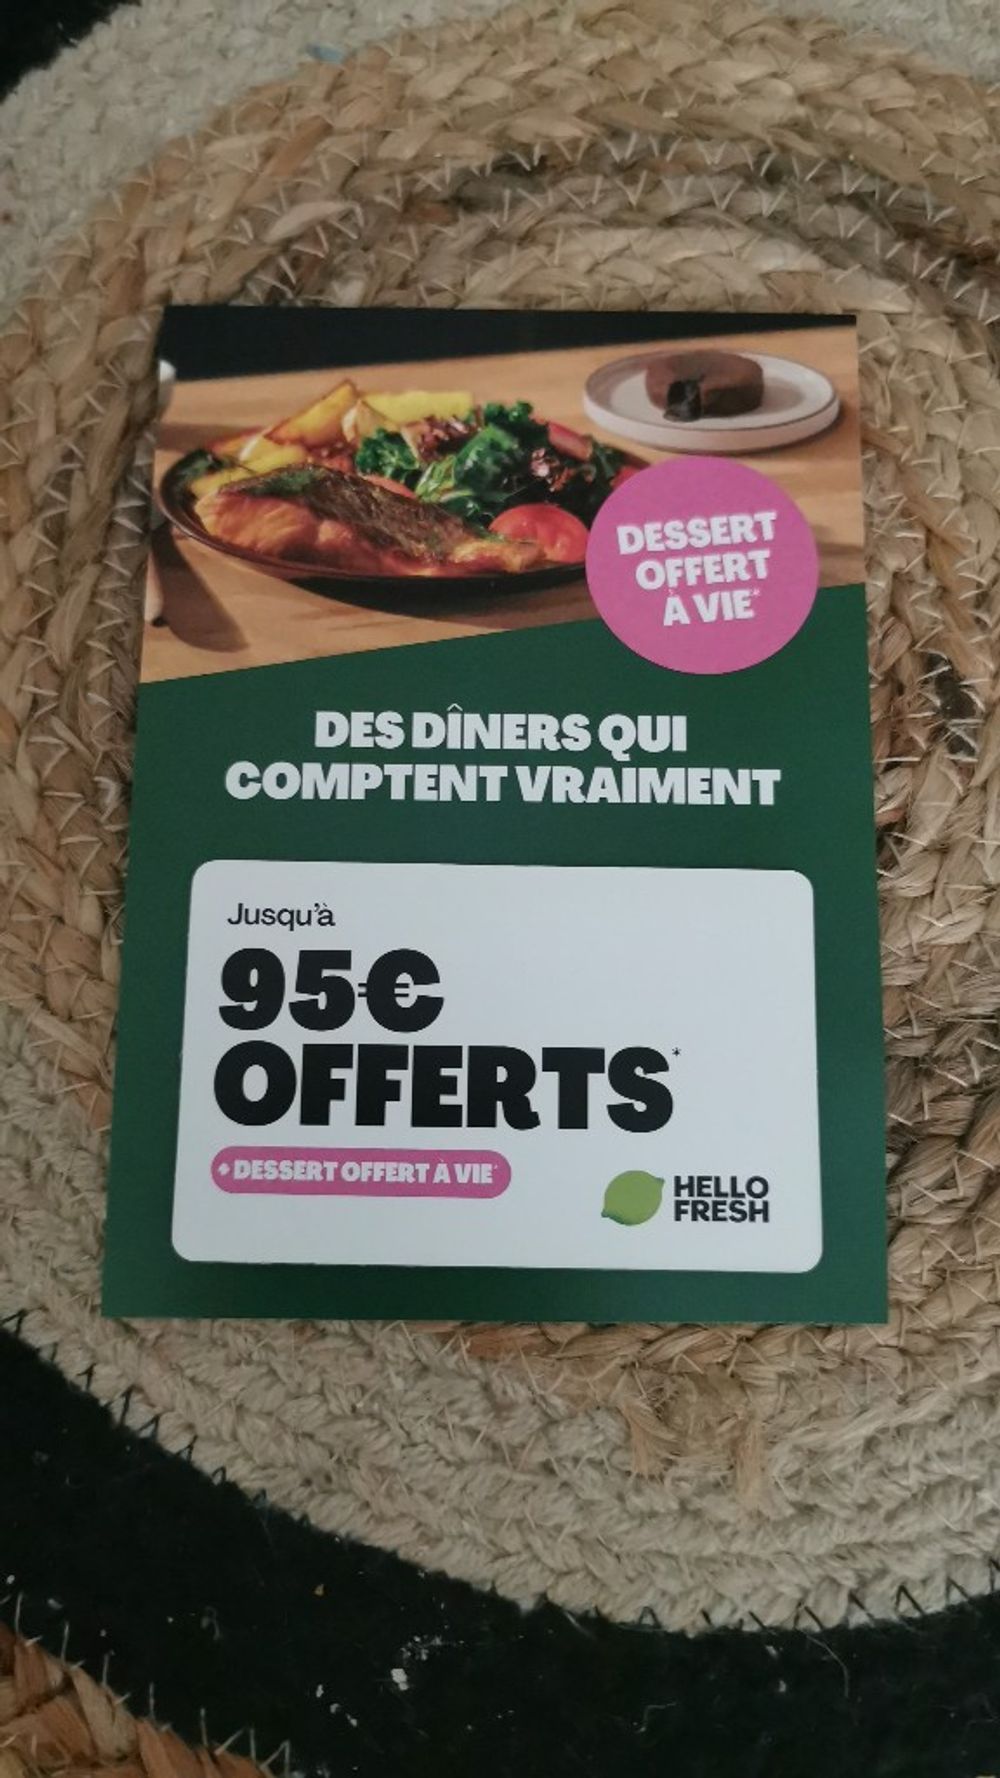 DESSERT
OFFERT
À VIE*
DES DÎNERS QUI
COMPTENT VRAIMENT
Jusqu'à
95€
OFFERTS*
+ DESSERT OFFERT À VIE*
HELLO
FRESH